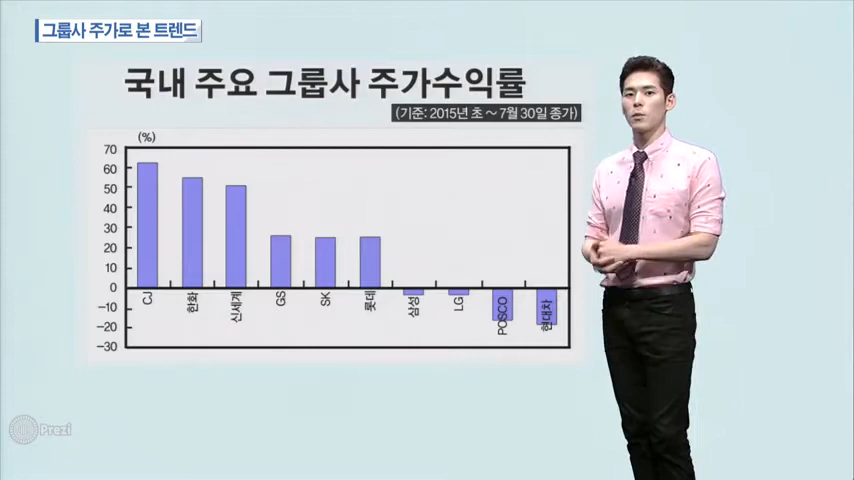 그룹사 주가로 본 트렌드
국내 주요 그룹사 주가수익률
(기준: 2015년 초 ~ 7월 30일 종가)
(%)
70
60
50
40
30
20
10
0
-10
-20
-30
CJ
한화
신세계
GS
SK
롯데
삼성
LG
POSCO
현대차
Prezi